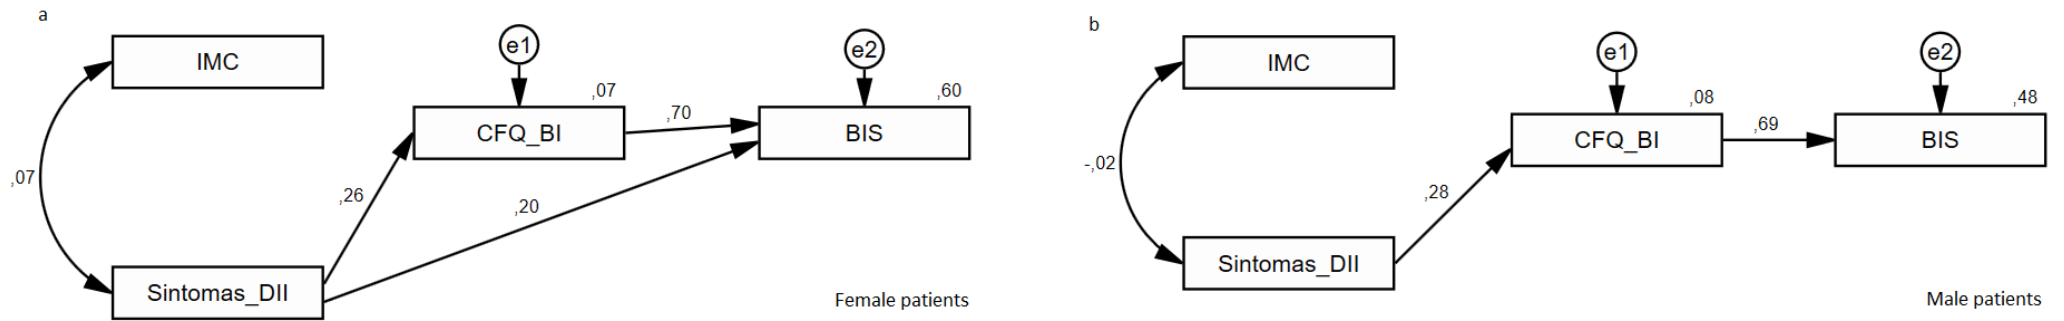 a
IMC
e1
e2
,07
,60
CFQ_BI
,70
BIS
,07
,26
,20
Sintomas_DII
Female patients
b
IMC
e1
e2
,08
,48
CFQ_BI
,69
BIS
-,02
,28
Sintomas_DII
Male patients